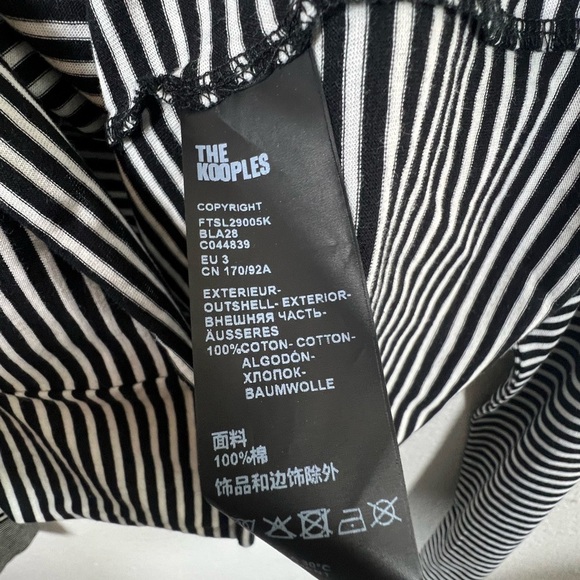 THE
KOOPLES
COPYRIGHT
FTSL29005K
BLA28
C044839
EU 3
CN 170/92A
EXTERIEUR-
OUTSHELL- EXTERIOR-
ВНЕШНЯЯ ЧАСТЬ-
ÄUSSERES
100%COTON- COTTON-
ALGODÓN-
ХЛОПОК-
BAUMWOLLE
面料
100%棉
饰品和边饰除外